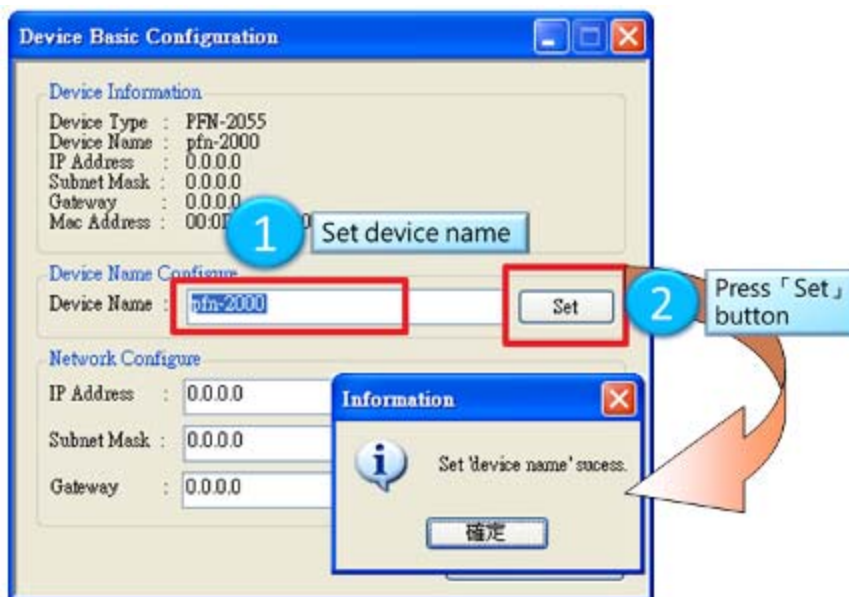 Device Basic Configuration
Device Information
Device Type : PFN-2055
Device Name : pfn-2000
IP Address : 0.0.0.0
Subnet Mask : 0.0.0.0
Gateway : 0.0.0.0
Mac Address :
1
Set device name
Device Name Configure
Device Name : pfn-2000
Set
2
Press「Set」
button
Network Configure
IP Address : 0.0.0.0
Subnet Mask : 0.0.0.0
Gateway : 0.0.0.0
Information
Set 'device name' sucess.
確定